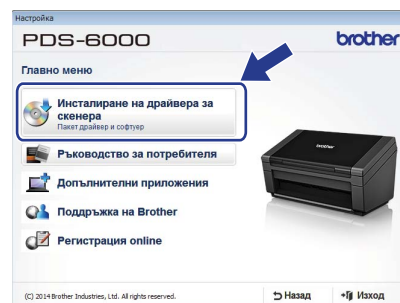 Настройка
PDS-6000
brother
Главно меню
Инсталиране на драйвера за
скенера
Пакет драйвер и софтуер
Ръководство за потребителя
Допълнителни приложения
Поддръжка на Brother
Регистрация online
brother
(C) 2014 Brother Industries, Ltd. All rights reserved.
Назад
Изход